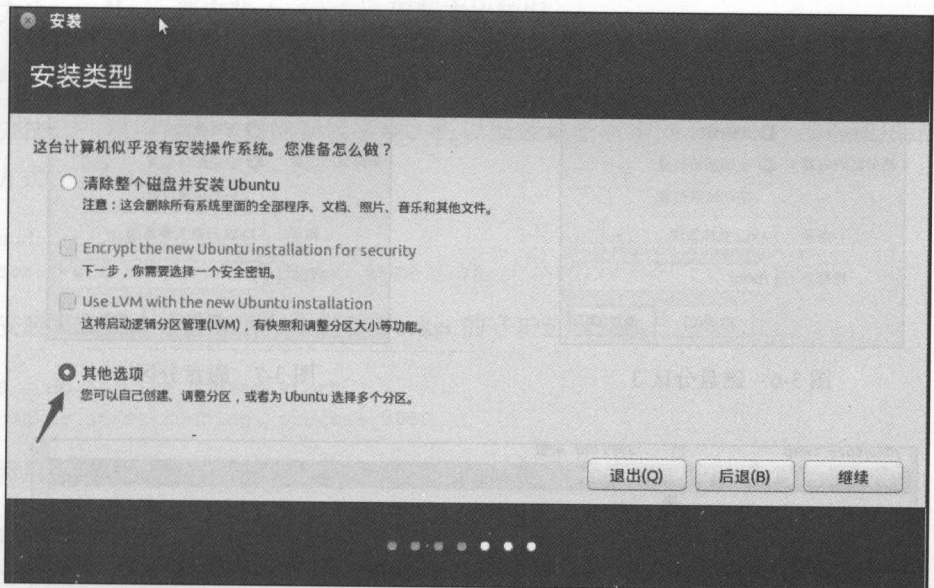 安装
安装类型
这台计算机似乎没有安装操作系统。您准备怎么做？
清除整个磁盘并安装 Ubuntu
注意：这会删除所有系统里面的全部程序、文档、照片、音乐和其他文件。
Encrypt the new Ubuntu installation for security
下一步，你需要选择一个安全密钥。
Use LVM with the new Ubuntu installation
这将启动逻辑分区管理(LVM)，有快照和调整分区大小等功能。
其他选项
您可以自己创建、调整分区，或者为 Ubuntu 选择多个分区。
退出(Q)
后退(B)
继续